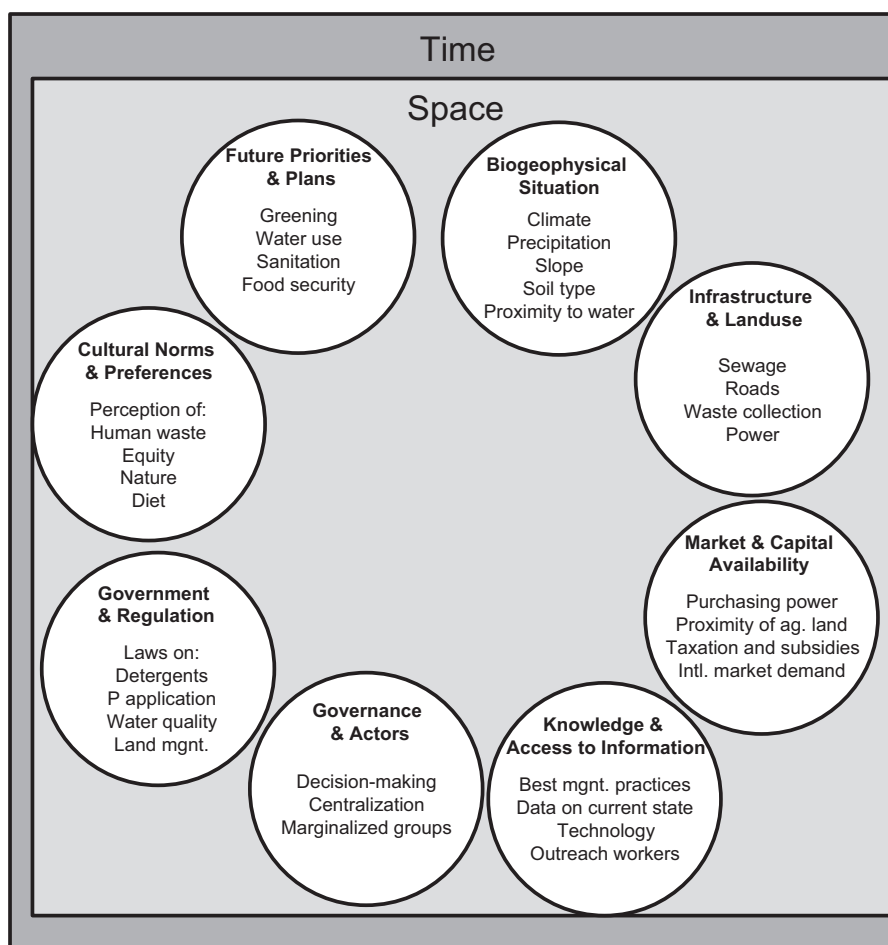 Time
Space
Future Priorities
& Plans
Greening
Water use
Sanitation
Food security
Biogeophysical
Situation
Climate
Precipitation
Slope
Soil type
Proximity to water
Infrastructure
& Landuse
Sewage
Roads
Waste collection
Power
Market & Capital
Availability
Purchasing power
Proximity of ag. land
Taxation and subsidies
Intl. market demand
Knowledge &
Access to Information
Best mgnt. practices
Data on current state
Technology
Outreach workers
Governance
& Actors
Decision-making
Centralization
Marginalized groups
Government
& Regulation
Laws on:
Detergents
P application
Water quality
Land mgnt.
Cultural Norms
& Preferences
Perception of:
Human waste
Equity
Nature
Diet